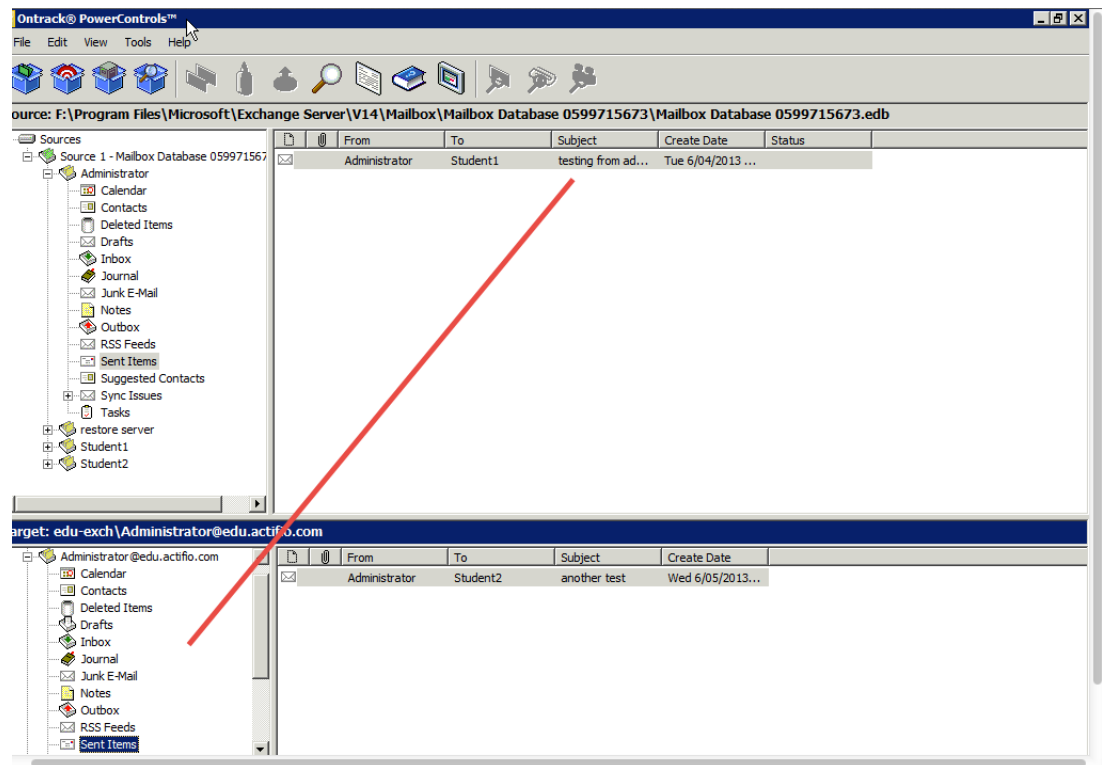 Ontrack® PowerControls™
File Edit View Tools Help
ource: F:\Program Files\Microsoft\Exchange Server\V14\Mailbox\Mailbox Database 0599715673\Mailbox Database 0599715673.edb
Sources
Source 1 - Mailbox Database 05997156
Administrator
Calendar
Contacts
Deleted Items
Drafts
Inbox
Journal
Junk E-Mail
Notes
Outbox
RSS Feeds
Sent Items
Suggested Contacts
Sync Issues
Tasks
restore server
Student1
Student2
From To Subject Create Date Status
Administrator Student1 testing from ad... Tue 6/04/2013 ...
arget: edu-exch\Administrator@edu.actifio.com
Administrator@edu.actifio.com
Calendar
Contacts
Deleted Items
Drafts
Inbox
Journal
Junk E-Mail
Notes
Outbox
RSS Feeds
Sent Items
From To Subject Create Date
Administrator Student2 another test Wed 6/05/2013...